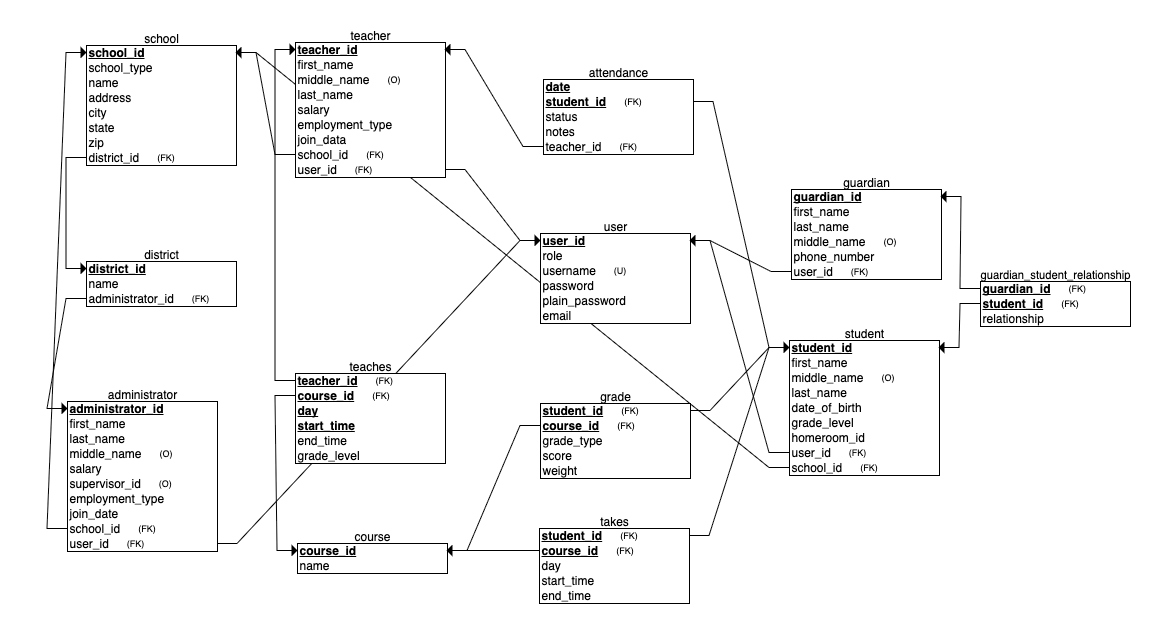 school
school_id
school_type
name
address
city
state
zip
district_id (FK)
teacher
teacher_id
first_name
middle_name (O)
last_name
salary
employment_type
join_data
school_id (FK)
user_id (FK)
attendance
date
student_id (FK)
status
notes
teacher_id (FK)
guardian
guardian_id
first_name
last_name
middle_name (O)
phone_number
user_id (FK)
district
district_id
name
administrator_id (FK)
user
user_id
role
username (U)
password
plain_password
email
guardian_student_relationship
guardian_id (FK)
student_id (FK)
relationship
student
student_id
first_name
middle_name (O)
last_name
date_of_birth
grade_level
homeroom_id
user_id (FK)
school_id (FK)
administrator
administrator_id
first_name
last_name
middle_name (O)
salary
supervisor_id (O)
employment_type
join_date
school_id (FK)
user_id (FK)
teaches
teacher_id (FK)
course_id (FK)
day
start_time
end_time
grade_level
grade
student_id (FK)
course_id (FK)
grade_type
score
weight
course
course_id
name
takes
student_id (FK)
course_id (FK)
day
start_time
end_time